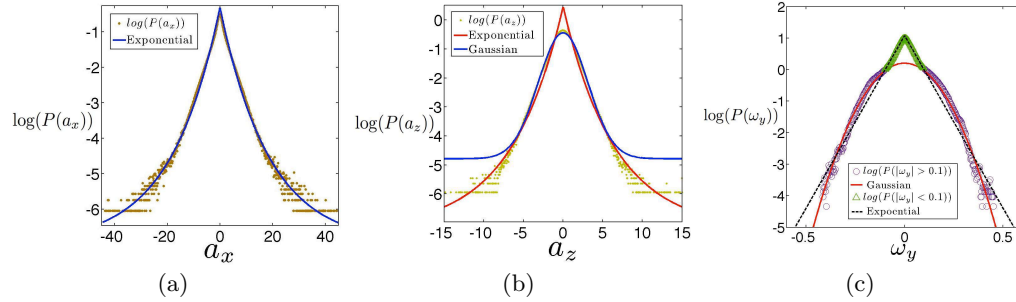 log(P(a_x))
Exponential
-1
-2
-3
-4
-5
-6
log(P(a_x))
-40
-20
0
20
40
a_x
(a)
log(P(a_z))
Exponential
Gaussian
0
-1
-2
-3
-4
-5
-6
log(P(a_z))
-15
-10
-5
0
5
10
15
a_z
(b)
2
1
0
-1
-2
-3
-4
-5
log(P(ω_y))
log(P(|ω_y| > 0.1))
Gaussian
log(P(|ω_y| < 0.1))
Expoential
-0.5
0
0.5
ω_y
(c)